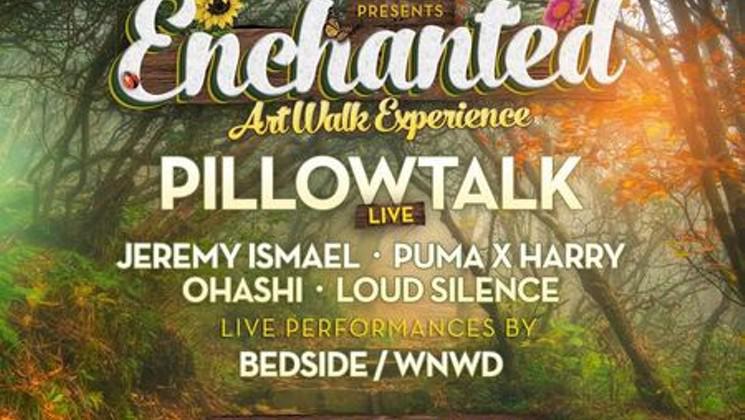 PRESENTS
Enchanted
Art Walk Experience
PILLOWTALK
LIVE
JEREMY ISMAEL · PUMA X HARRY
OHASHI · LOUD SILENCE
LIVE PERFORMANCES BY
BEDSIDE / WNWD